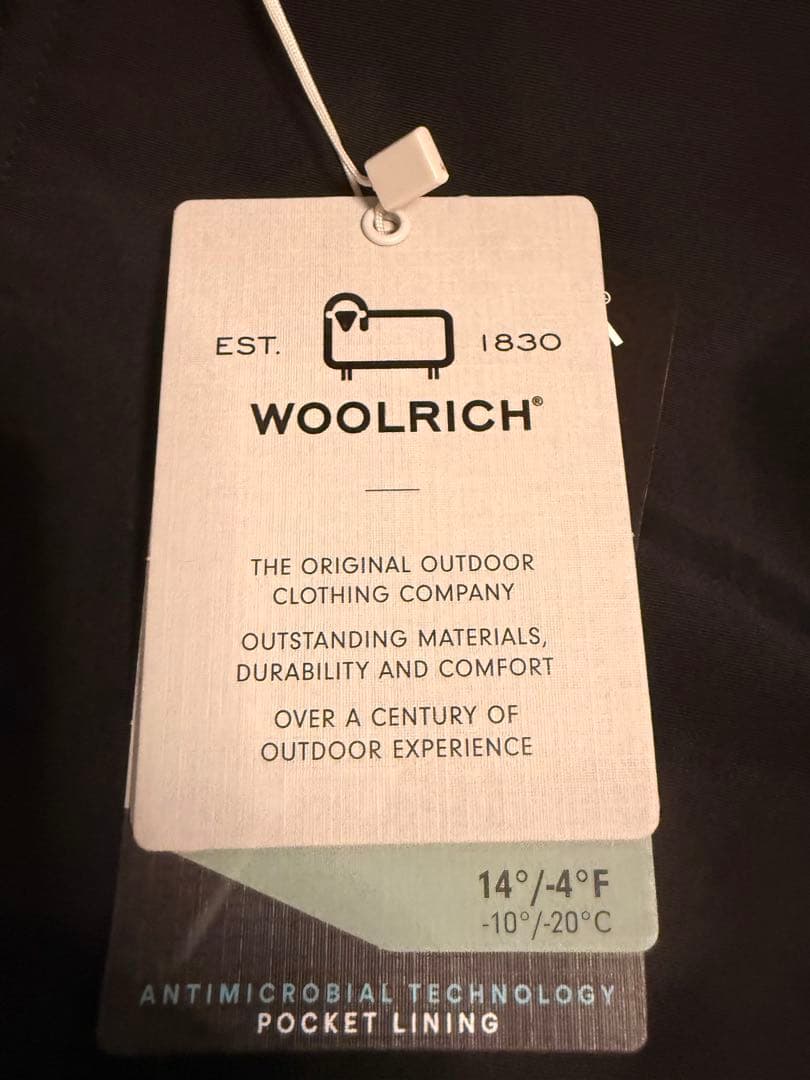 EST. 1830
WOOLRICH®
THE ORIGINAL OUTDOOR
CLOTHING COMPANY
OUTSTANDING MATERIALS,
DURABILITY AND COMFORT
OVER A CENTURY OF
OUTDOOR EXPERIENCE
14°/-4°F
-10°/-20°C
ANTIMICROBIAL TECHNOLOGY
POCKET LINING